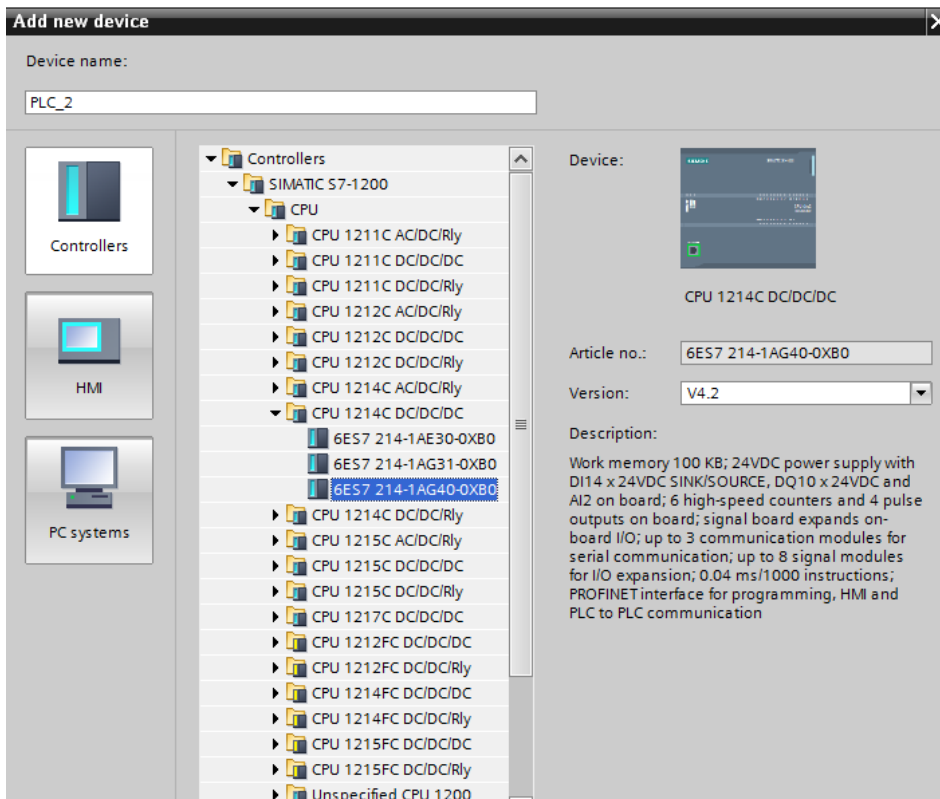 Add new device
Device name:
PLC_2
Controllers
HMI
PC systems
Controllers
SIMATIC S7-1200
CPU
CPU 1211C AC/DC/Rly
CPU 1211C DC/DC/DC
CPU 1211C DC/DC/Rly
CPU 1212C AC/DC/Rly
CPU 1212C DC/DC/DC
CPU 1212C DC/DC/Rly
CPU 1214C AC/DC/Rly
CPU 1214C DC/DC/DC
6ES7 214-1AE30-0XB0
6ES7 214-1AG31-0XB0
6ES7 214-1AG40-0XB0
CPU 1214C DC/DC/Rly
CPU 1215C AC/DC/Rly
CPU 1215C DC/DC/DC
CPU 1215C DC/DC/Rly
CPU 1217C DC/DC/DC
CPU 1212FC DC/DC/DC
CPU 1212FC DC/DC/Rly
CPU 1214FC DC/DC/DC
CPU 1214FC DC/DC/Rly
CPU 1215FC DC/DC/DC
CPU 1215FC DC/DC/Rly
Unspecified CPU 1200
Device:
CPU 1214C DC/DC/DC
Article no.:
6ES7 214-1AG40-0XB0
Version:
V4.2
Description:
Work memory 100 KB; 24VDC power supply with
DI14 x 24VDC SINK/SOURCE, DQ10 x 24VDC and
AI2 on board; 6 high-speed counters and 4 pulse
outputs on board; signal board expands on-
board I/O; up to 3 communication modules for
serial communication; up to 8 signal modules
for I/O expansion; 0.04 ms/1000 instructions;
PROFINET interface for programming, HMI and
PLC to PLC communication